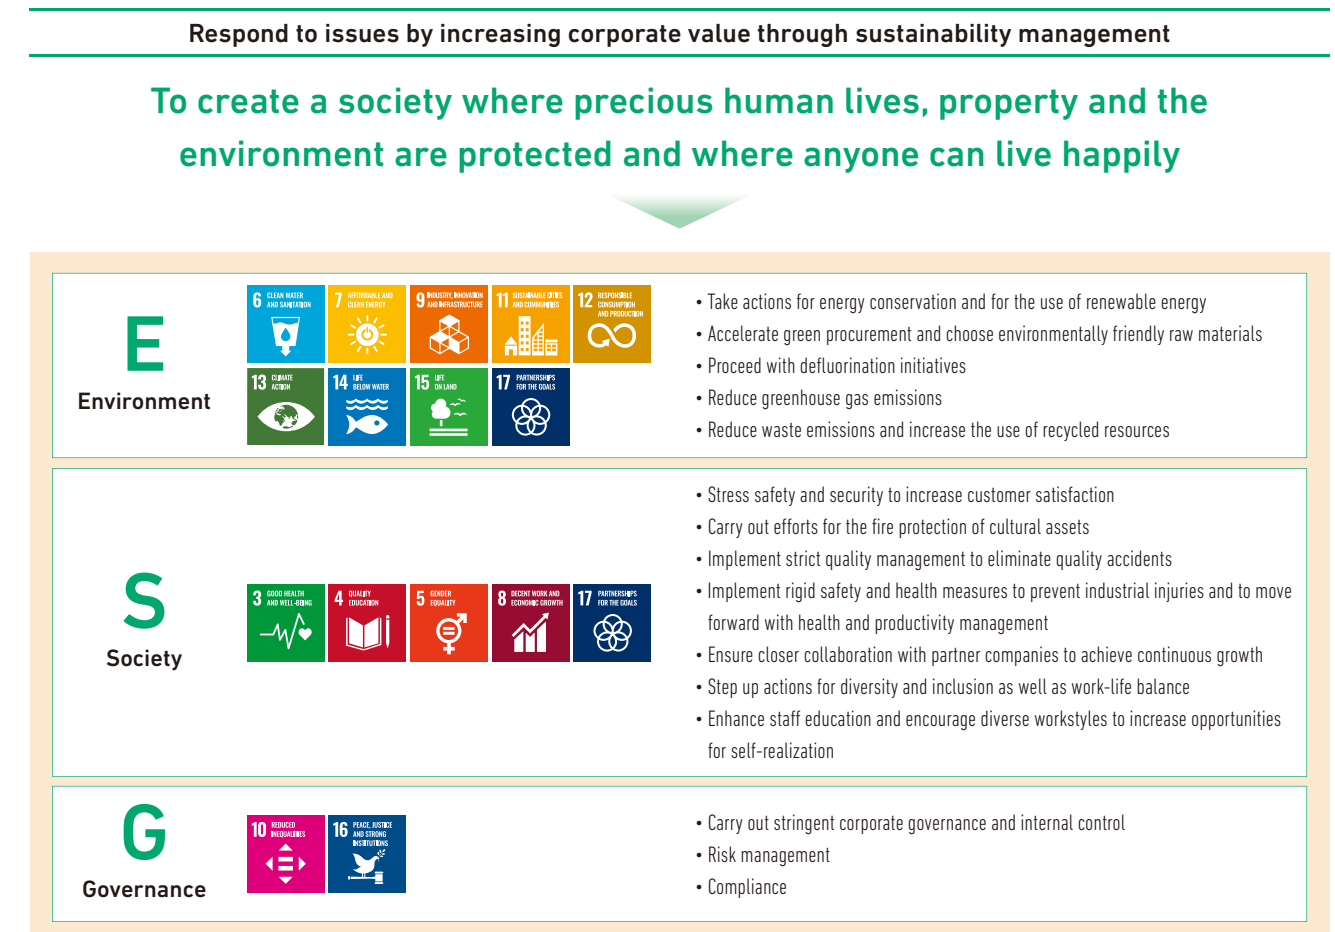 Respond to issues by increasing corporate value through sustainability management
To create a society where precious human lives, property and the
environment are protected and where anyone can live happily
E
Environment
6 CLEAN WATER
AND SANITATION
7 AFFORDABLE AND
CLEAN ENERGY
9 INDUSTRY, INNOVATION
AND INFRASTRUCTURE
11 SUSTAINABLE CITIES
AND COMMUNITIES
12 RESPONSIBLE
CONSUMPTION
AND PRODUCTION
13 CLIMATE
ACTION
14 LIFE
BELOW WATER
15 LIFE
ON LAND
17 PARTNERSHIPS
FOR THE GOALS
• Take actions for energy conservation and for the use of renewable energy
• Accelerate green procurement and choose environmentally friendly raw materials
• Proceed with defluorination initiatives
• Reduce greenhouse gas emissions
• Reduce waste emissions and increase the use of recycled resources
S
Society
3 GOOD HEALTH
AND WELL-BEING
4 QUALITY
EDUCATION
5 GENDER
EQUALITY
8 DECENT WORK AND
ECONOMIC GROWTH
17 PARTNERSHIPS
FOR THE GOALS
• Stress safety and security to increase customer satisfaction
• Carry out efforts for the fire protection of cultural assets
• Implement strict quality management to eliminate quality accidents
• Implement rigid safety and health measures to prevent industrial injuries and to move
forward with health and productivity management
• Ensure closer collaboration with partner companies to achieve continuous growth
• Step up actions for diversity and inclusion as well as work-life balance
• Enhance staff education and encourage diverse workstyles to increase opportunities
for self-realization
G
Governance
10 REDUCED
INEQUALITIES
16 PEACE, JUSTICE
AND STRONG
INSTITUTIONS
• Carry out stringent corporate governance and internal control
• Risk management
• Compliance